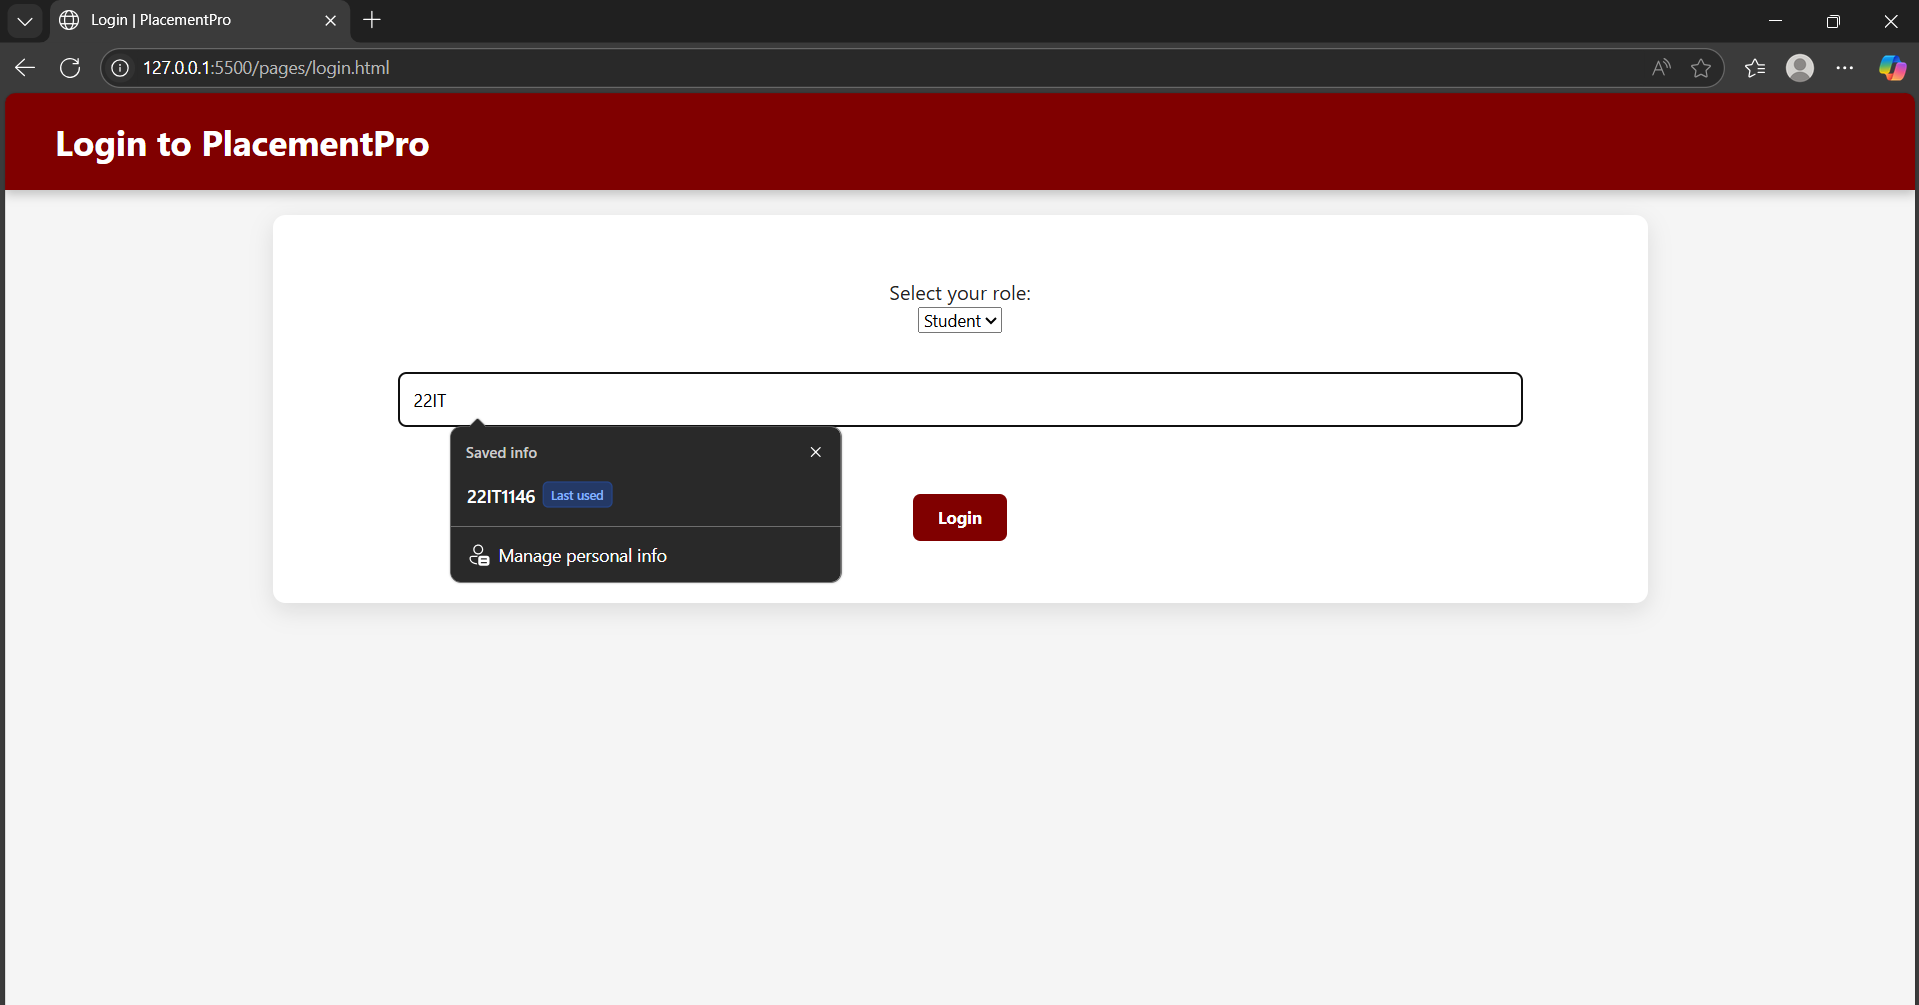 Login | PlacementPro
127.0.0.1:5500/pages/login.html
Login to PlacementPro
Select your role:
Student
22IT
Saved info
22IT1146 Last used
Manage personal info
Login